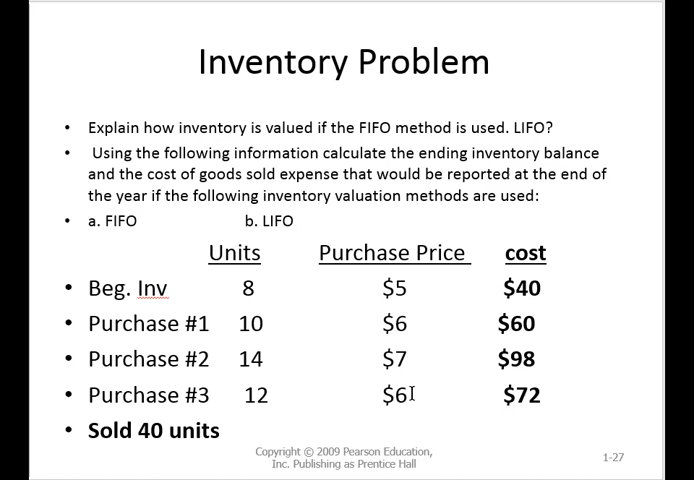 Inventory Problem
• Explain how inventory is valued if the FIFO method is used. LIFO?
• Using the following information calculate the ending inventory balance
and the cost of goods sold expense that would be reported at the end of
the year if the following inventory valuation methods are used:
• a. FIFO b. LIFO
Units Purchase Price cost
• Beg. Inv 8 $5 $40
• Purchase #1 10 $6 $60
• Purchase #2 14 $7 $98
• Purchase #3 12 $6 $72
• Sold 40 units
Copyright © 2009 Pearson Education,
Inc. Publishing as Prentice Hall
1-27